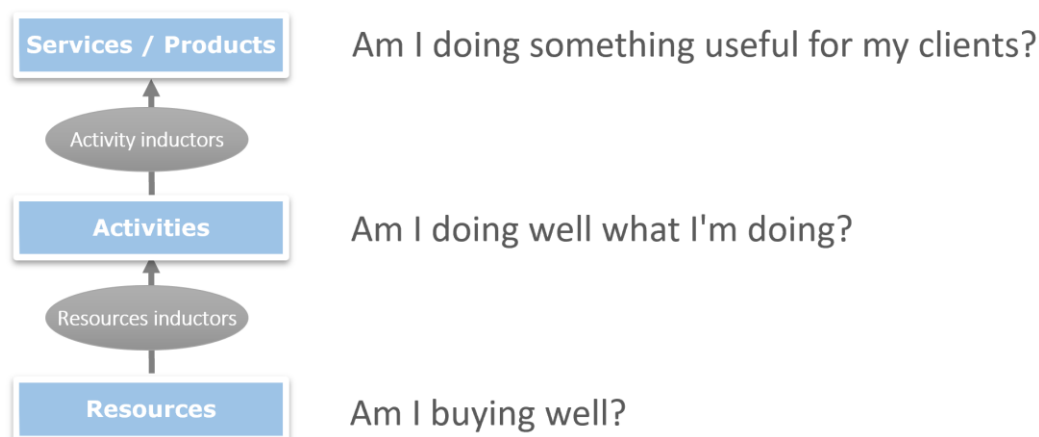 Services / Products
Am I doing something useful for my clients?
Activity inductors
Activities
Am I doing well what I'm doing?
Resources inductors
Resources
Am I buying well?